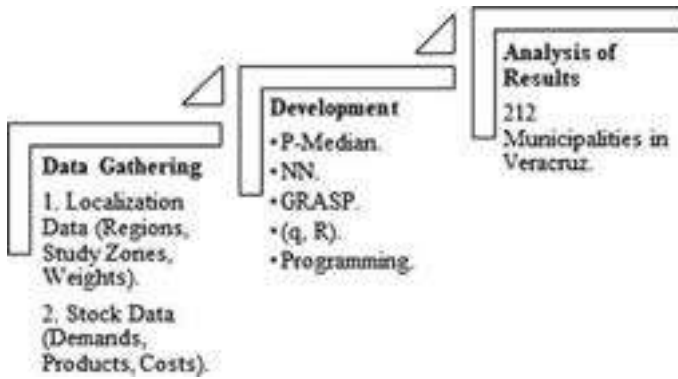 Data Gathering
1. Localization
Data (Regions,
Study Zones,
Weights).
2. Stock Data
(Demands,
Products, Costs).
Development
•P-Median.
•NN.
•GRASP.
•(q, R).
•Programming.
Analysis of
Results
212
Municipalities in
Veracruz.